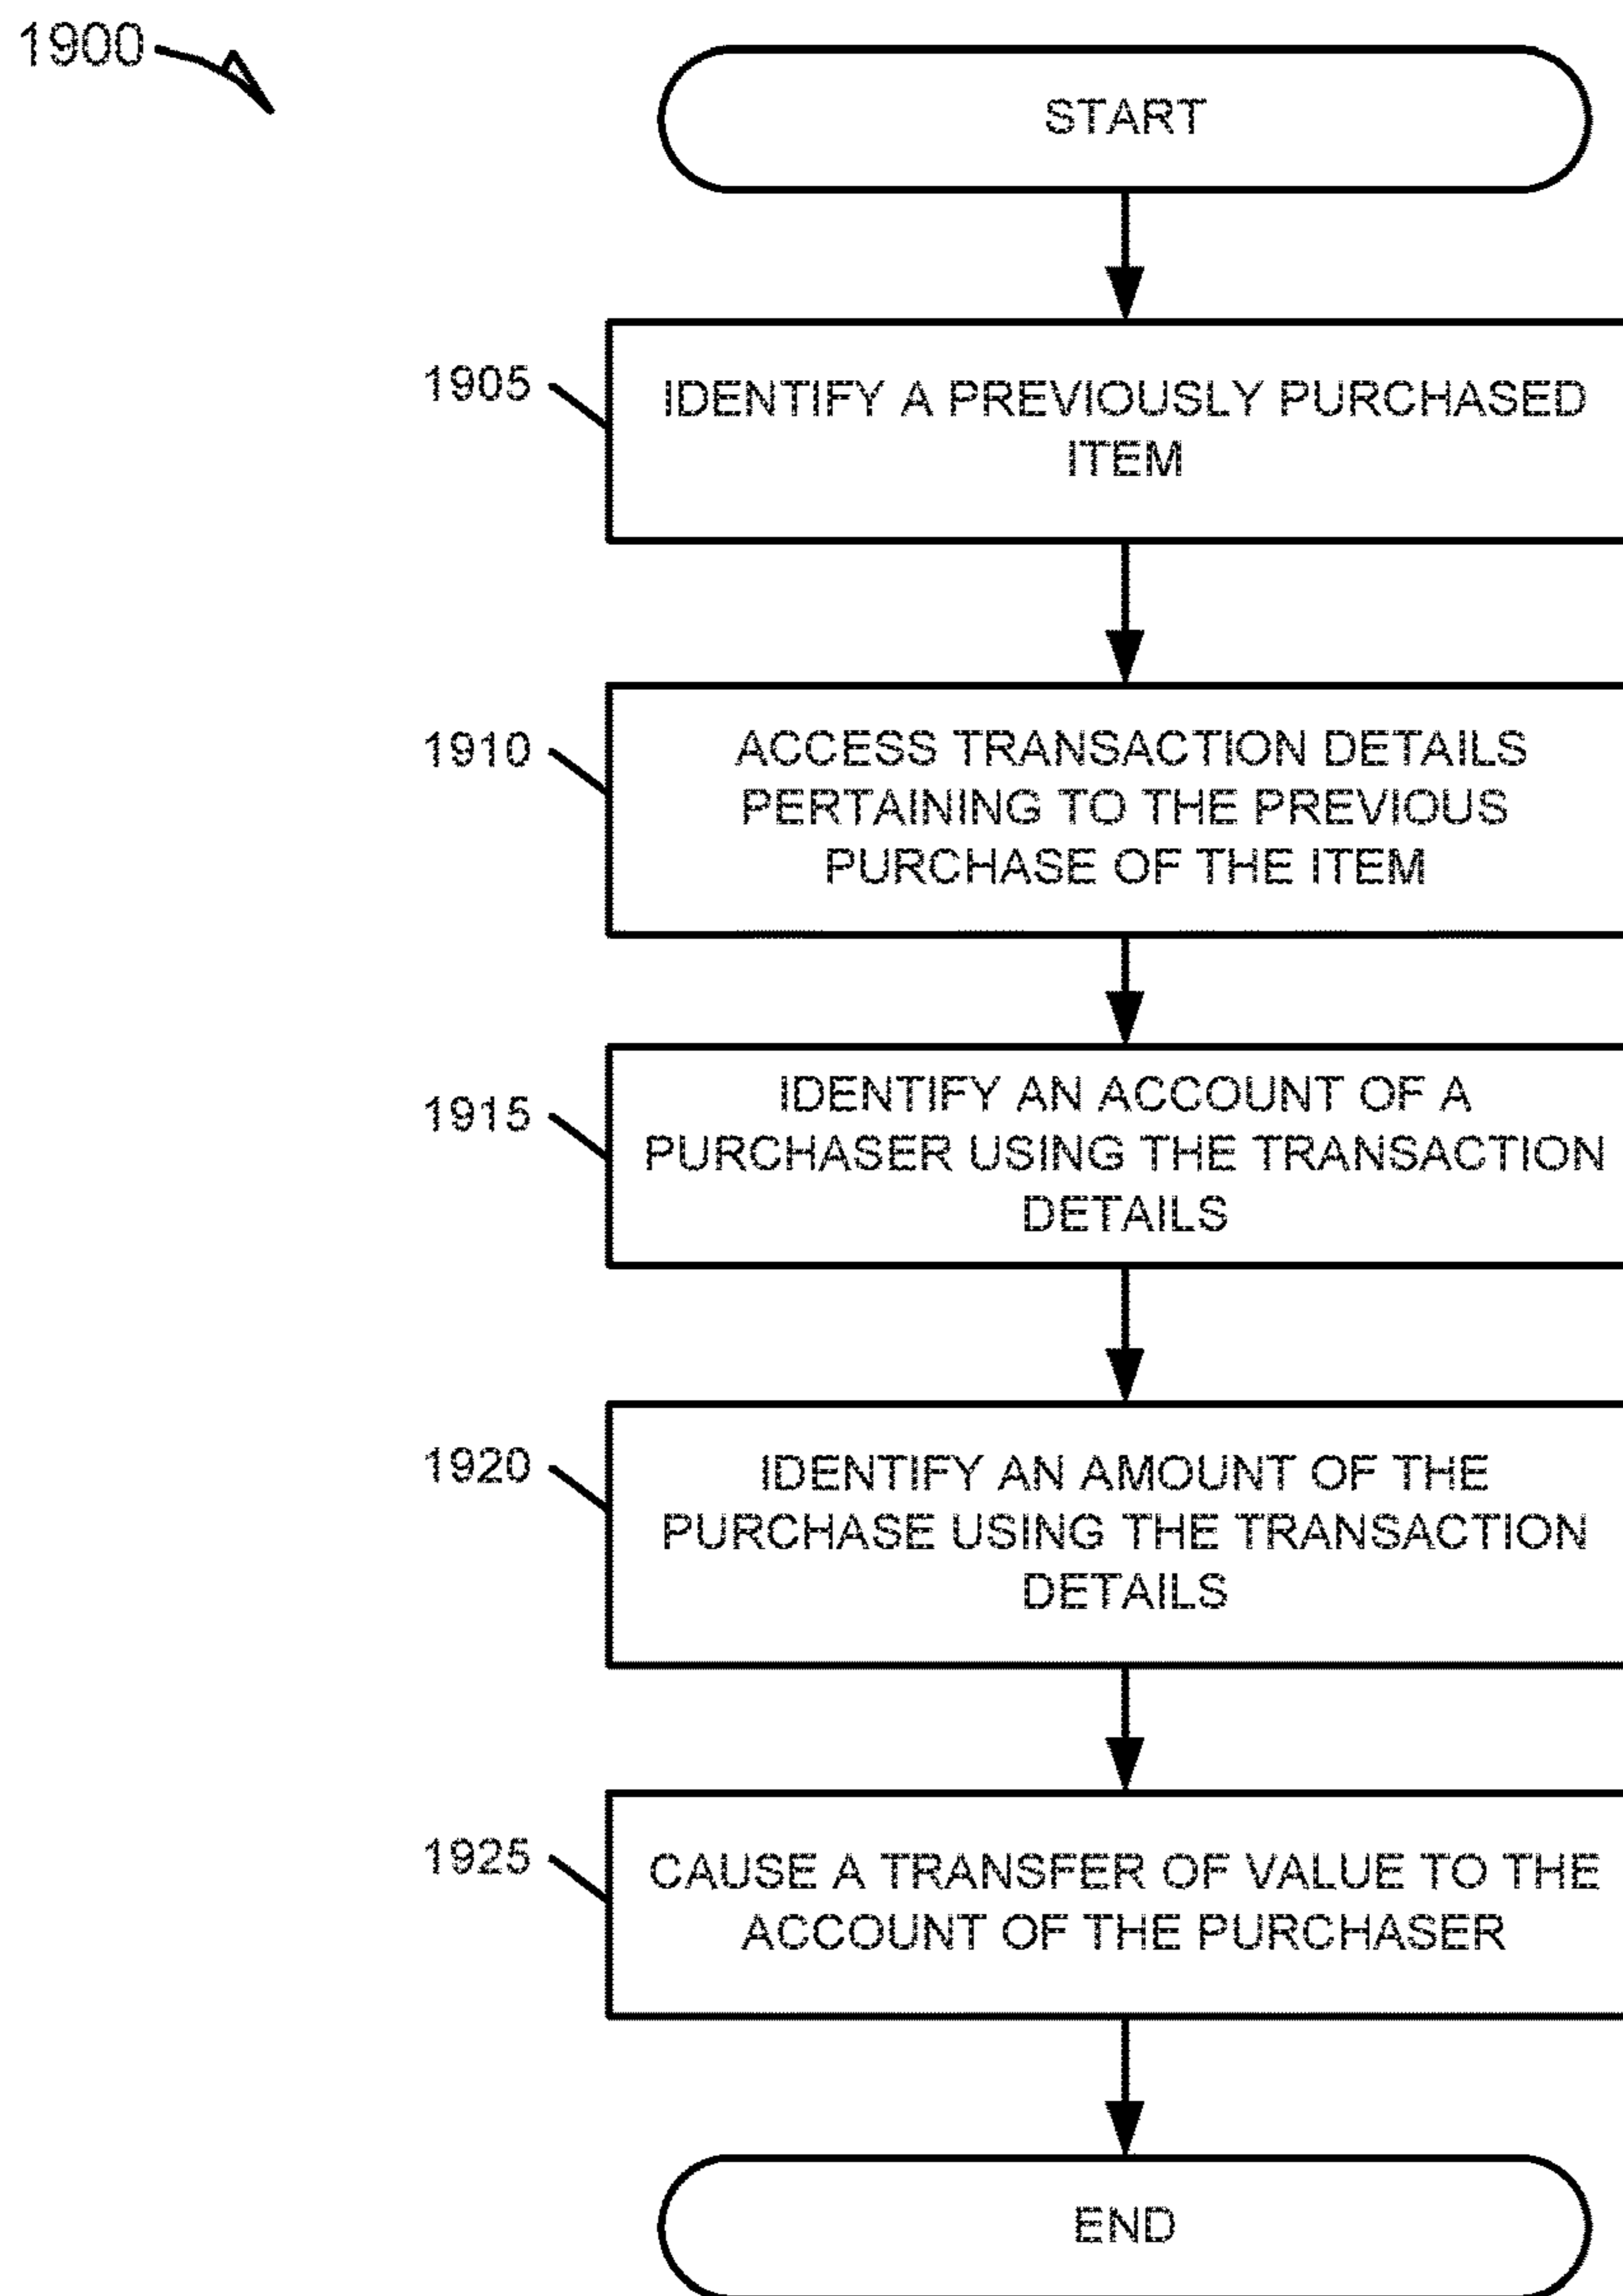 1900
START
1905
IDENTIFY A PREVIOUSLY PURCHASED
ITEM
1910
ACCESS TRANSACTION DETAILS
PERTAINING TO THE PREVIOUS
PURCHASE OF THE ITEM
1915
IDENTIFY AN ACCOUNT OF A
PURCHASER USING THE TRANSACTION
DETAILS
1920
IDENTIFY AN AMOUNT OF THE
PURCHASE USING THE TRANSACTION
DETAILS
1925
CAUSE A TRANSFER OF VALUE TO THE
ACCOUNT OF THE PURCHASER
END